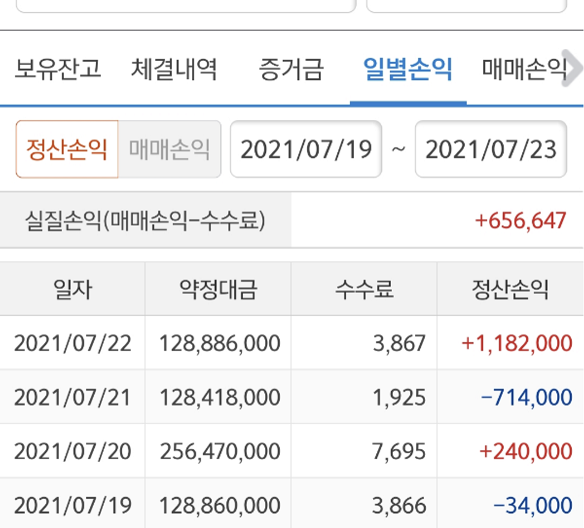 보유잔고 체결내역 증거금 일별손익 매매손익
정산손익 매매손익 2021/07/19 ~ 2021/07/23
실질손익(매매손익-수수료) +656,647
일자 약정대금 수수료 정산손익
2021/07/22 128,886,000 3,867 +1,182,000
2021/07/21 128,418,000 1,925 -714,000
2021/07/20 256,470,000 7,695 +240,000
2021/07/19 128,860,000 3,866 -34,000